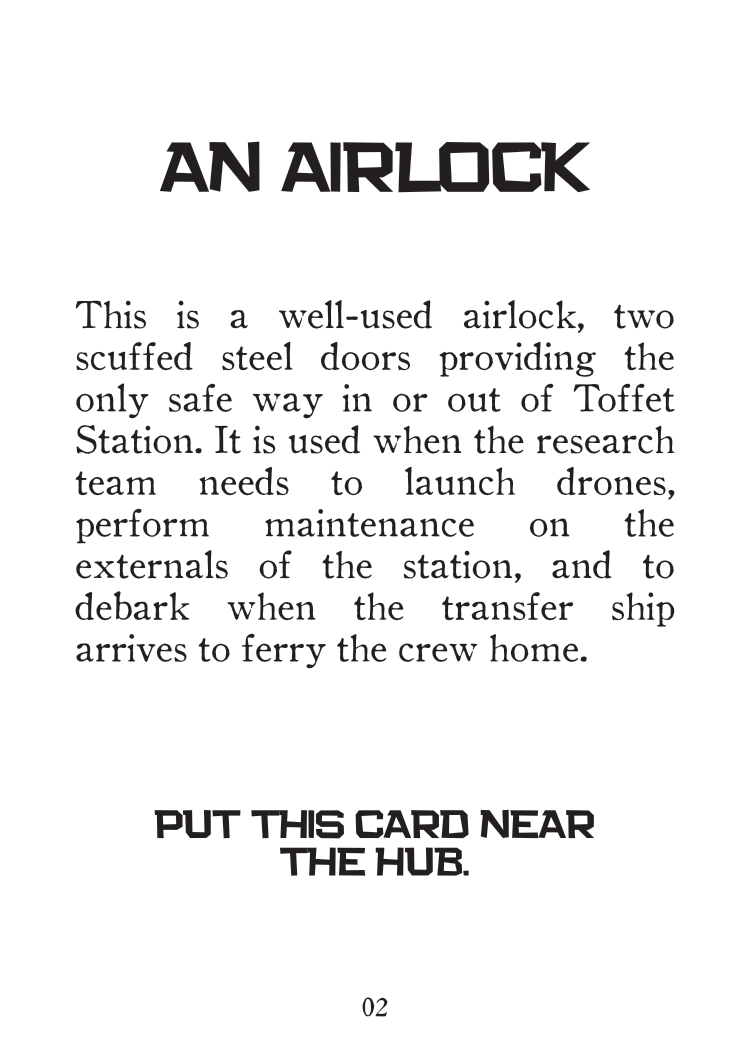 AN AIRLOCK
This is a well-used airlock, two
scuffed steel doors providing the
only safe way in or out of Toffet
Station. It is used when the research
team needs to launch drones,
perform maintenance on the
externals of the station, and to
debark when the transfer ship
arrives to ferry the crew home.
PUT THIS CARD NEAR
THE HUB.
02